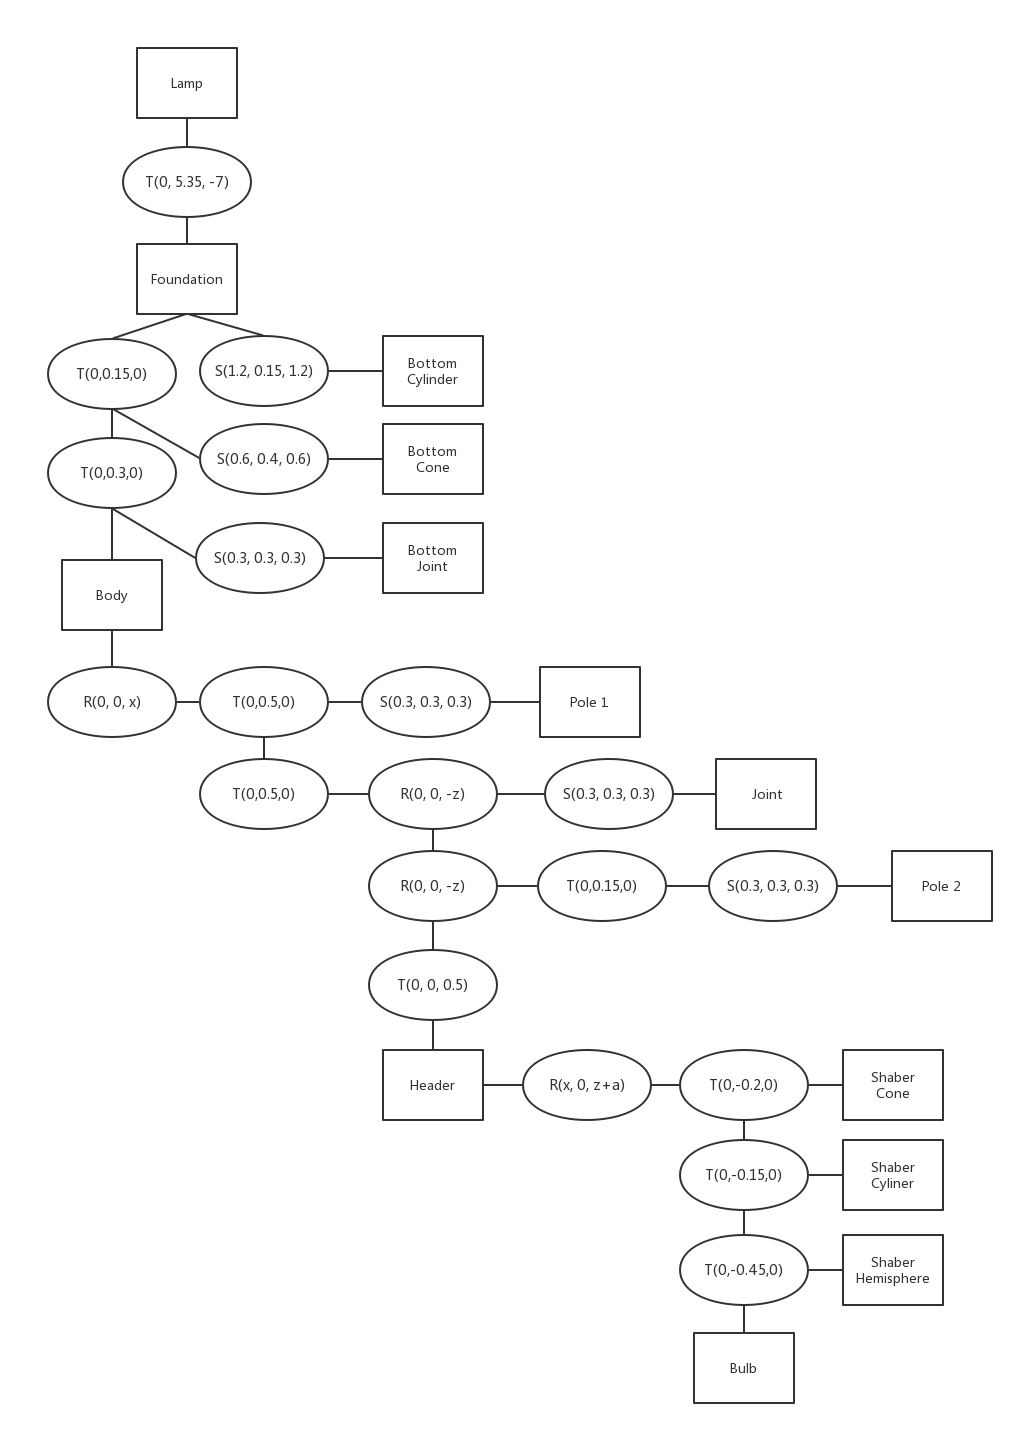 Lamp
T(0, 5.35, -7)
Foundation
T(0,0.15,0)
S(1.2, 0.15, 1.2)
Bottom
Cylinder
S(0.6, 0.4, 0.6)
Bottom
Cone
T(0,0.3,0)
S(0.3, 0.3, 0.3)
Bottom
Joint
Body
R(0, 0, x)
T(0,0.5,0)
S(0.3, 0.3, 0.3)
Pole 1
T(0,0.5,0)
R(0, 0, -z)
S(0.3, 0.3, 0.3)
Joint
R(0, 0, -z)
T(0,0.15,0)
S(0.3, 0.3, 0.3)
Pole 2
T(0, 0, 0.5)
Header
R(x, 0, z+a)
T(0,-0.2,0)
Shaber
Cone
T(0,-0.15,0)
Shaber
Cyliner
T(0,-0.45,0)
Shaber
Hemisphere
Bulb